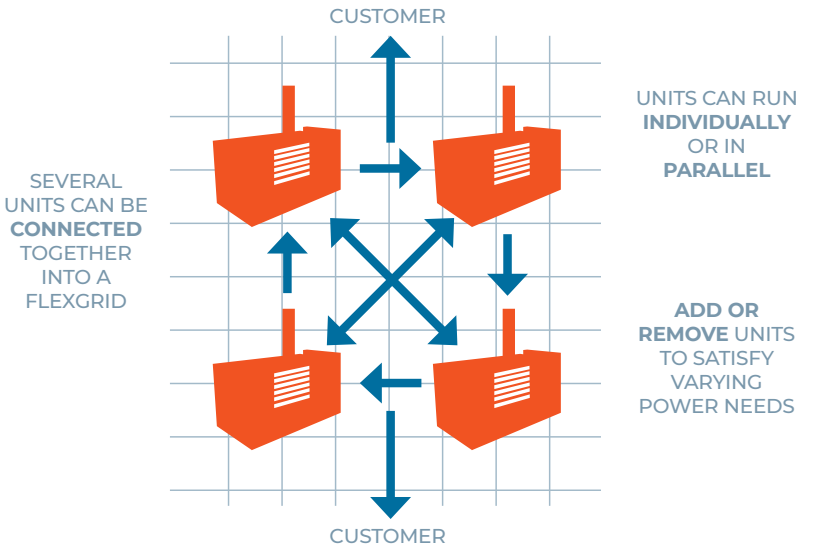 CUSTOMER
UNITS CAN RUN
INDIVIDUALLY
OR IN
PARALLEL
SEVERAL
UNITS CAN BE
CONNECTED
TOGETHER
INTO A
FLEXGRID
ADD OR
REMOVE UNITS
TO SATISFY
VARYING
POWER NEEDS
CUSTOMER